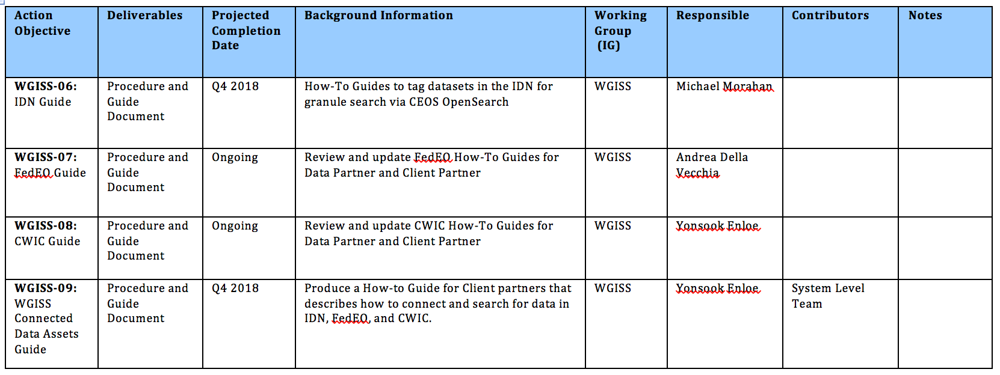 Action
Objective
Deliverables
Projected
Completion
Date
Background Information
Working
Group
(IG)
Responsible
Contributors
Notes
WGISS-06:
IDN Guide
Procedure and
Guide
Document
Q4 2018
How-To Guides to tag datasets in the IDN for
granule search via CEOS OpenSearch
WGISS
Michael Morahan
WGISS-07:
FedEO Guide
Procedure and
Guide
Document
Ongoing
Review and update FedEO How-To Guides for
Data Partner and Client Partner
WGISS
Andrea Della
Vecchia
WGISS-08:
CWIC Guide
Procedure and
Guide
Document
Ongoing
Review and update CWIC How-To Guides for
Data Partner and Client Partner
WGISS
Yonsook Enloe
WGISS-09:
WGISS
Connected
Data Assets
Guide
Procedure and
Guide
Document
Q4 2018
Produce a How-to Guide for Client partners that
describes how to connect and search for data in
IDN, FedEO, and CWIC.
WGISS
Yonsook Enloe
System Level
Team